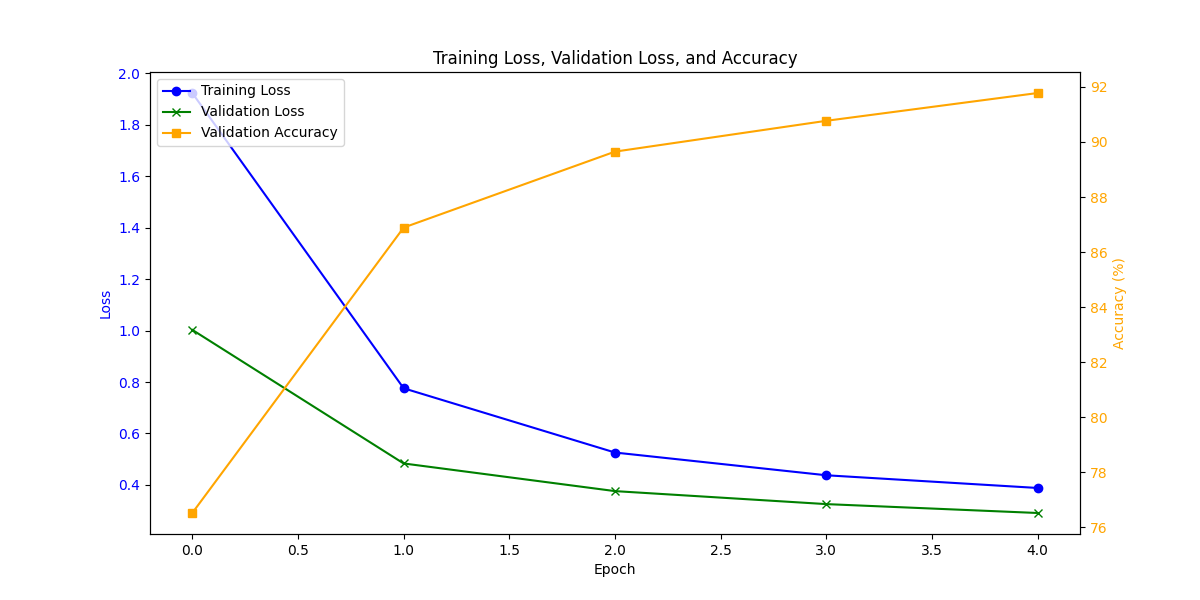 Training Loss, Validation Loss, and Accuracy
Training Loss
Validation Loss
Validation Accuracy
2.0
1.8
1.6
1.4
1.2
1.0
0.8
0.6
0.4
Loss
92
90
88
86
84
82
80
78
76
Accuracy (%)
0.0 0.5 1.0 1.5 2.0 2.5 3.0 3.5 4.0
Epoch